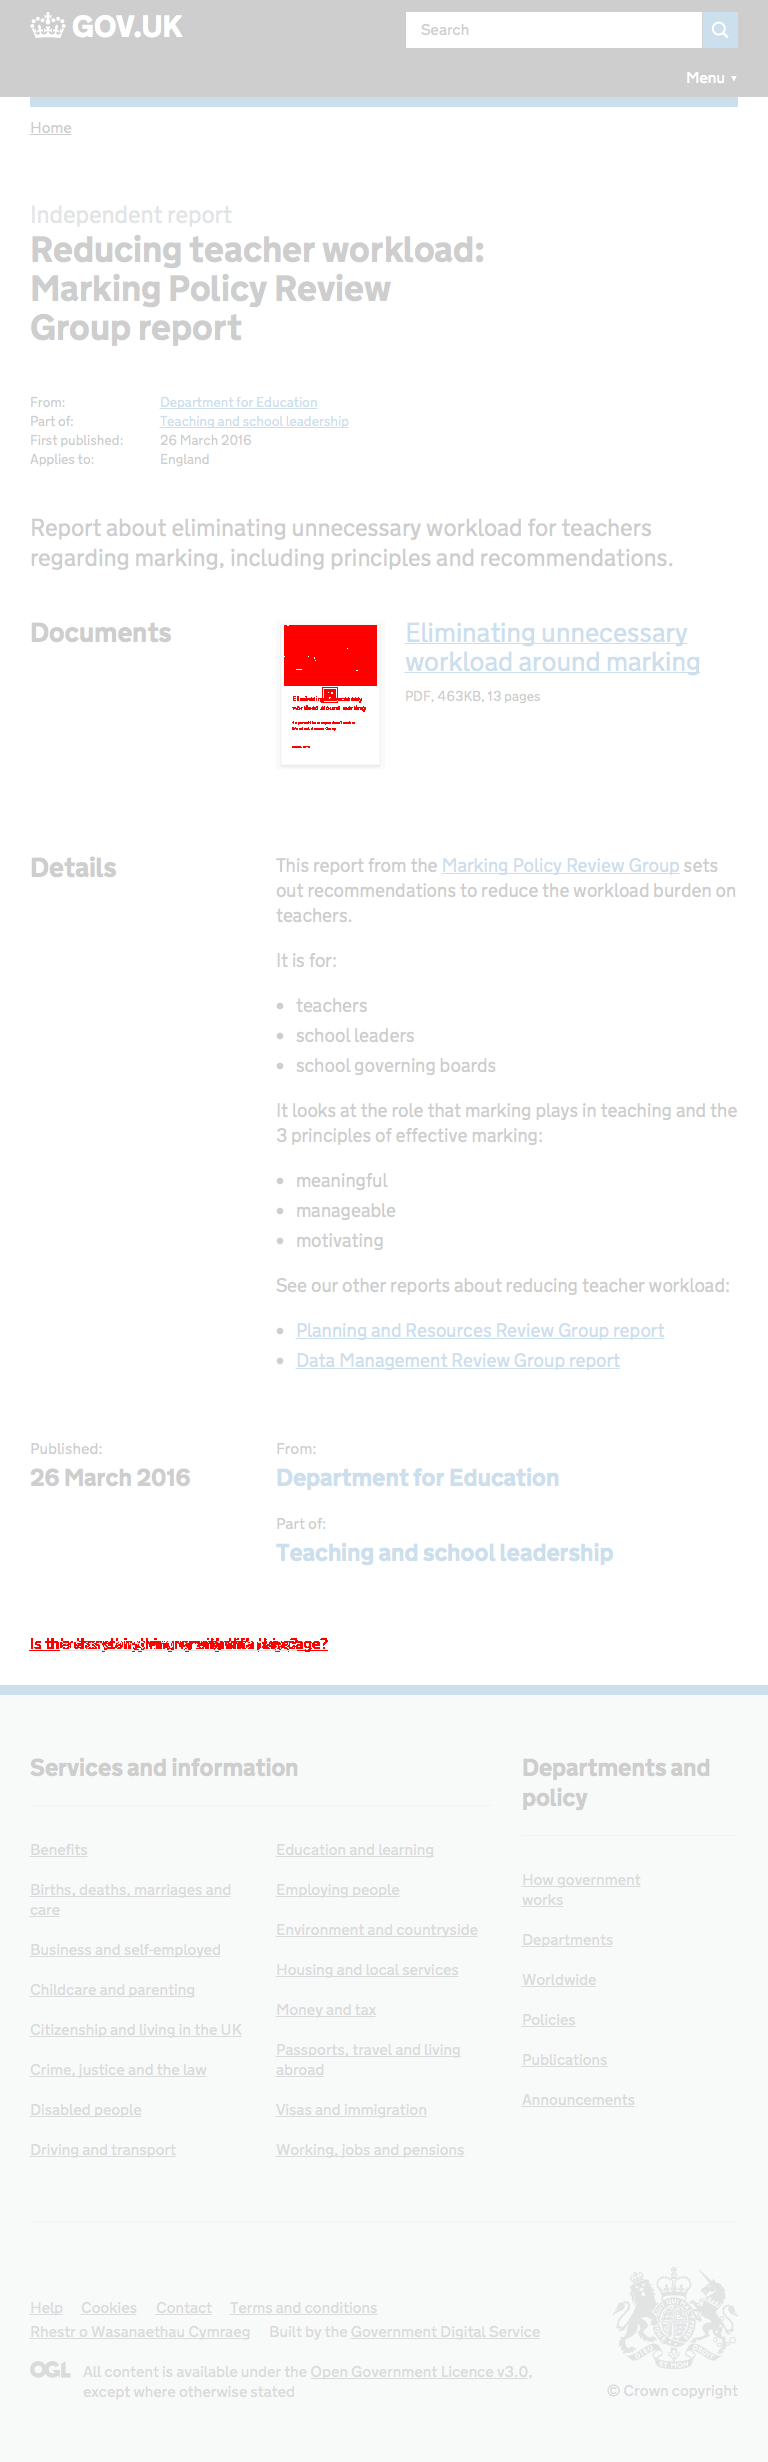 GOV.UK
Search
Menu ▼
Home
Independent report
Reducing teacher workload:
Marking Policy Review
Group report
From: Department for Education
Part of: Teaching and school leadership
First published: 26 March 2016
Applies to: England
Report about eliminating unnecessary workload for teachers
regarding marking, including principles and recommendations.
Documents
Eliminating unnecessary
workload around marking
Eliminating unnecessary
workload around marking
PDF, 463KB, 13 pages
Details
This report from the Marking Policy Review Group sets
out recommendations to reduce the workload burden on
teachers.
It is for:
• teachers
• school leaders
• school governing boards
It looks at the role that marking plays in teaching and the
3 principles of effective marking:
• meaningful
• manageable
• motivating
See our other reports about reducing teacher workload:
• Planning and Resources Review Group report
• Data Management Review Group report
Published:
26 March 2016
From:
Department for Education
Part of:
Teaching and school leadership
Services and information
Benefits
Births, deaths, marriages and
care
Business and self-employed
Childcare and parenting
Citizenship and living in the UK
Crime, justice and the law
Disabled people
Driving and transport
Education and learning
Employing people
Environment and countryside
Housing and local services
Money and tax
Passports, travel and living
abroad
Visas and immigration
Working, jobs and pensions
Departments and
policy
How government
works
Departments
Worldwide
Policies
Publications
Announcements
Help Cookies Contact Terms and conditions
Rhestr o Wasanaethau Cymraeg Built by the Government Digital Service
OGL All content is available under the Open Government Licence v3.0,
except where otherwise stated
© Crown copyright